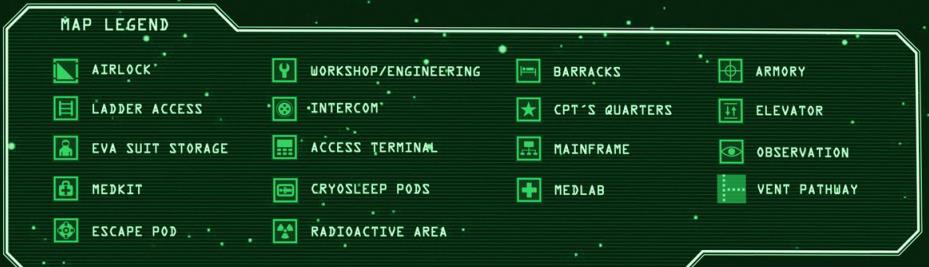 MAP LEGEND
AIRLOCK
LADDER ACCESS
EVA SUIT STORAGE
MEDKIT
ESCAPE POD
WORKSHOP/ENGINEERING
INTERCOM
ACCESS TERMINAL
CRYOSLEEP PODS
RADIOACTIVE AREA
BARRACKS
CPT'S QUARTERS
MAINFRAME
MEDLAB
ARMORY
ELEVATOR
OBSERVATION
VENT PATHWAY